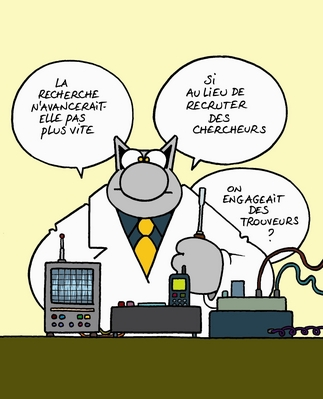 LA
RECHERCHE
N'AVANCERAIT-
ELLE PAS
PLUS VITE
SI
AU LIEU DE
RECRUTER
DES
CHERCHEURS
ON
ENGAGEAIT
DES
TROUVEURS
?